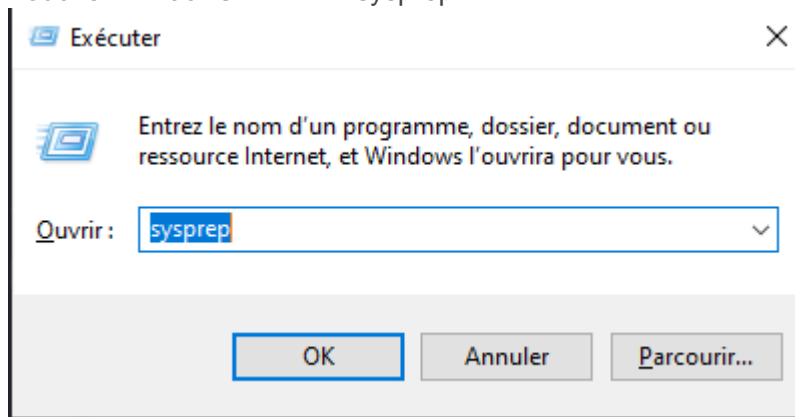 Exécuter
Entrez le nom d'un programme, dossier, document ou
ressource Internet, et Windows l'ouvrira pour vous.
Ouvrir :
sysprep
OK
Annuler
Parcourir...